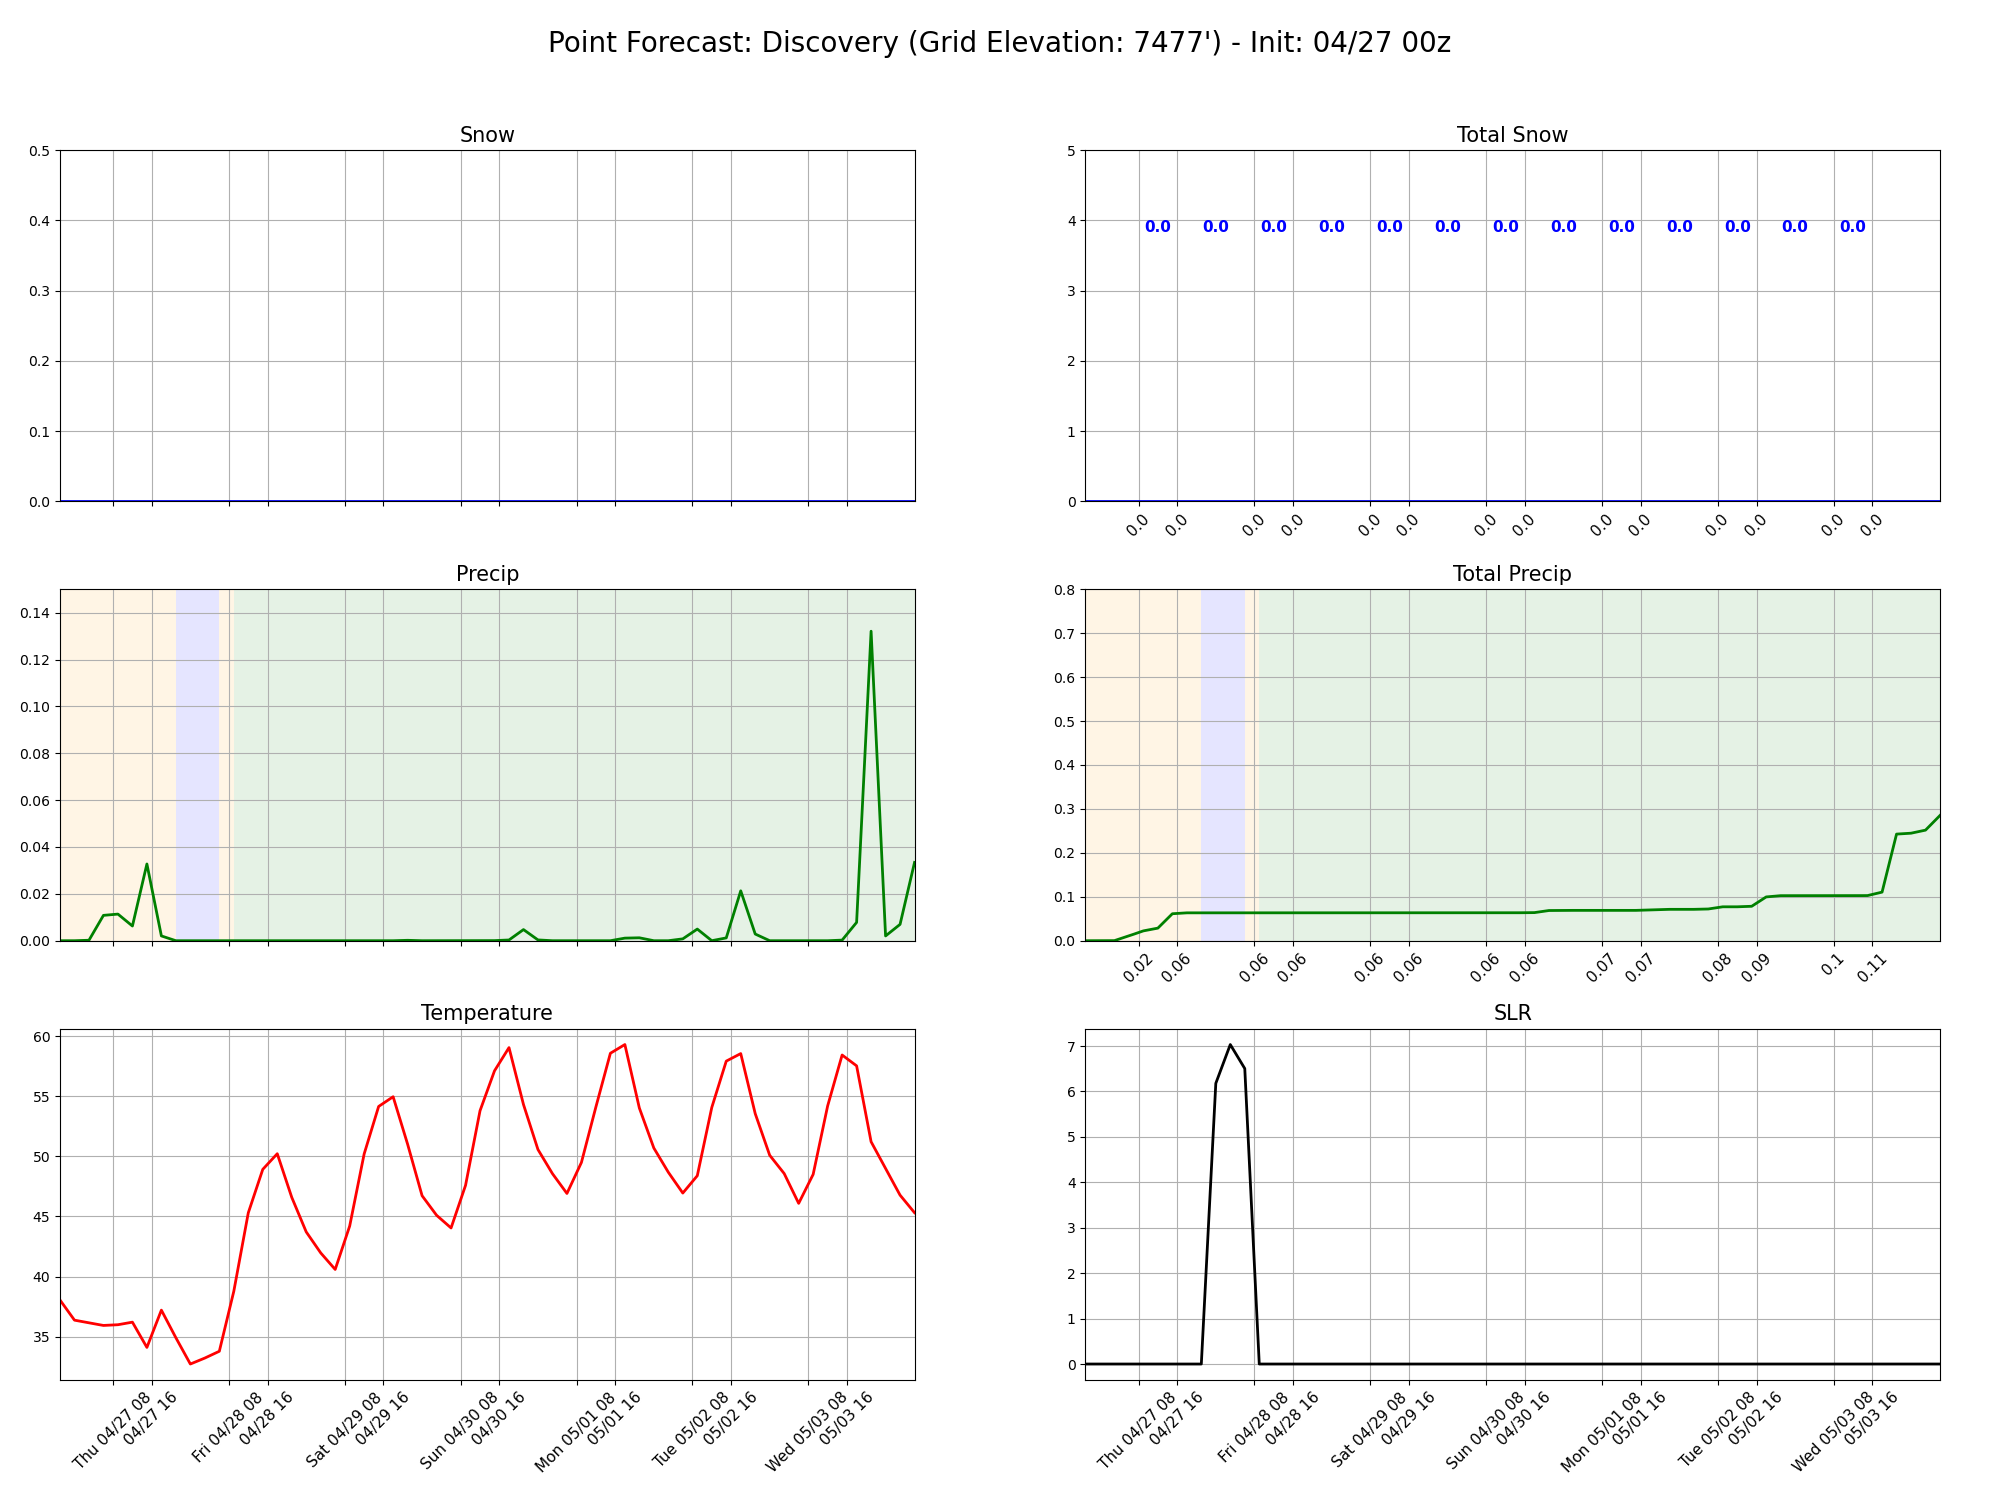 Point Forecast: Discovery (Grid Elevation: 7477') - Init: 04/27 00z
Snow
0.5
0.4
0.3
0.2
0.1
0.0
Total Snow
5
4
3
2
1
0
0.0 0.0 0.0 0.0 0.0 0.0 0.0 0.0 0.0 0.0 0.0 0.0 0.0
0.0 0.0 0.0 0.0 0.0 0.0 0.0 0.0 0.0 0.0 0.0 0.0 0.0 0.0
Precip
0.14
0.12
0.10
0.08
0.06
0.04
0.02
0.00
Total Precip
0.8
0.7
0.6
0.5
0.4
0.3
0.2
0.1
0.0
0.02 0.06 0.06 0.06 0.06 0.06 0.06 0.06 0.07 0.07 0.08 0.09 0.1 0.11
Temperature
60
55
50
45
40
35
Thu 04/27 08
04/27 16
Fri 04/28 08
04/28 16
Sat 04/29 08
04/29 16
Sun 04/30 08
04/30 16
Mon 05/01 08
05/01 16
Tue 05/02 08
05/02 16
Wed 05/03 08
05/03 16
SLR
7
6
5
4
3
2
1
0
Thu 04/27 08
04/27 16
Fri 04/28 08
04/28 16
Sat 04/29 08
04/29 16
Sun 04/30 08
04/30 16
Mon 05/01 08
05/01 16
Tue 05/02 08
05/02 16
Wed 05/03 08
05/03 16